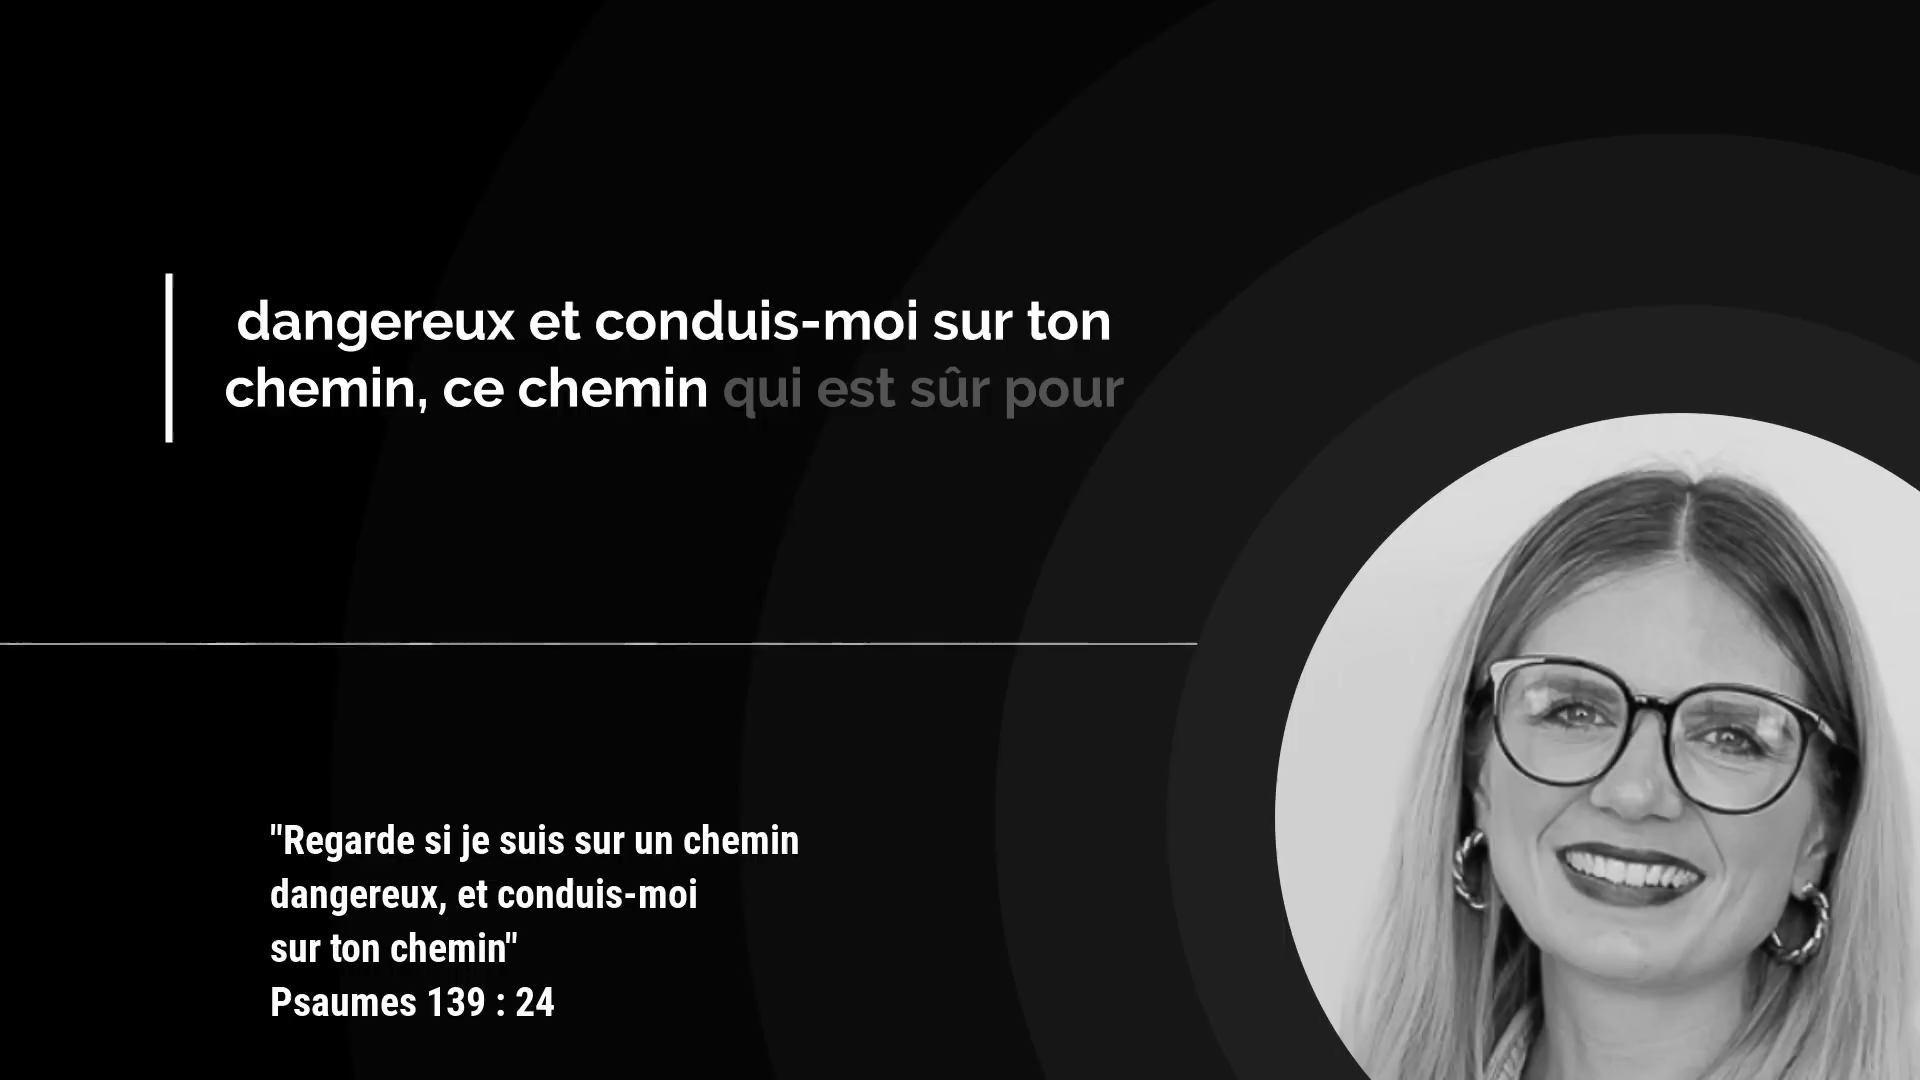 dangereux et conduis-moi sur ton
chemin, ce chemin qui est sûr pour
"Regarde si je suis sur un chemin
dangereux, et conduis-moi
sur ton chemin"
Psaumes 139 : 24